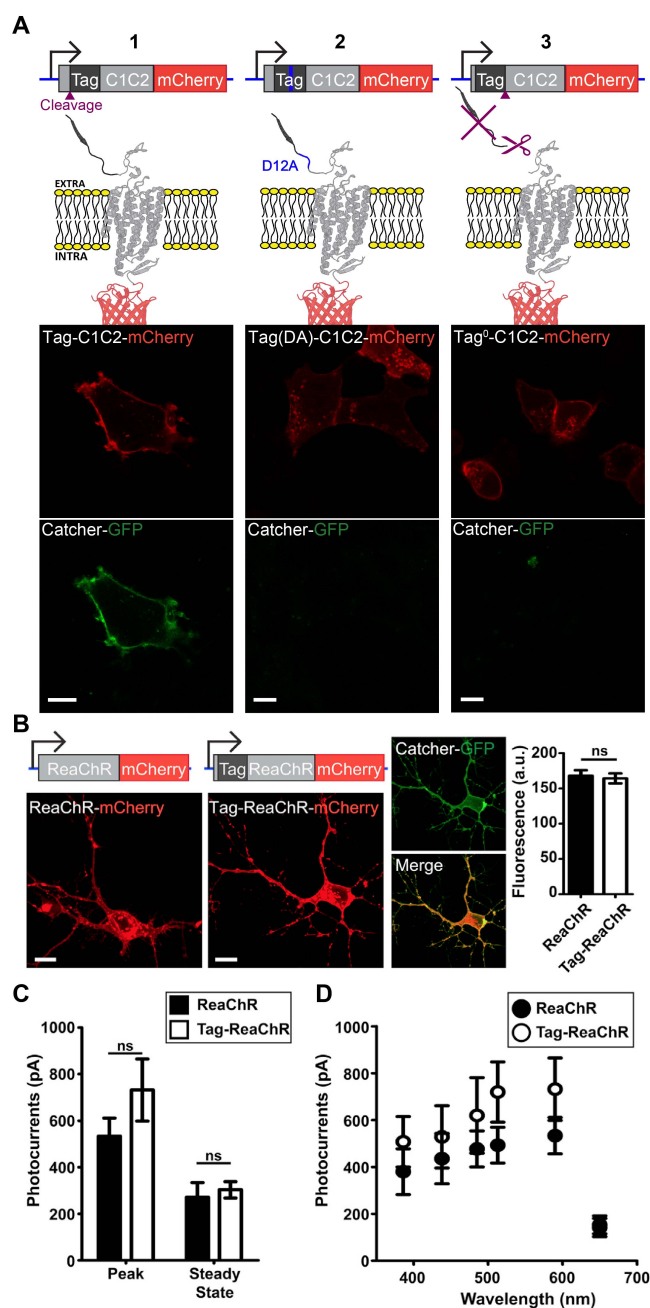 A
1 2 3
Tag C1C2 mCherry
Tag C1C2 mCherry
Tag C1C2 mCherry
Cleavage
D12A
EXTRA
INTRA
Tag-C1C2-mCherry
Tag(DA)-C1C2-mCherry
Tag⁰-C1C2-mCherry
Catcher-GFP
Catcher-GFP
Catcher-GFP
B
ReaChR mCherry
Tag ReaChR mCherry
ReaChR-mCherry
Tag-ReaChR-mCherry
Catcher-GFP
Merge
Fluorescence (a.u.)
200
150
100
50
0
ns
ReaChR
Tag-ReaChR
C
ReaChR
Tag-ReaChR
Photocurrents (pA)
1000
800
600
400
200
0
ns
ns
Peak
Steady
State
D
ReaChR
Tag-ReaChR
Photocurrents (pA)
1000
800
600
400
200
0
400 500 600 700
Wavelength (nm)